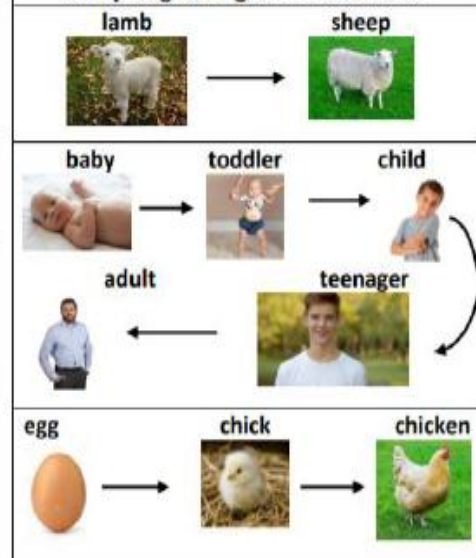 lamb sheep
baby toddler child
adult teenager
egg chick chicken